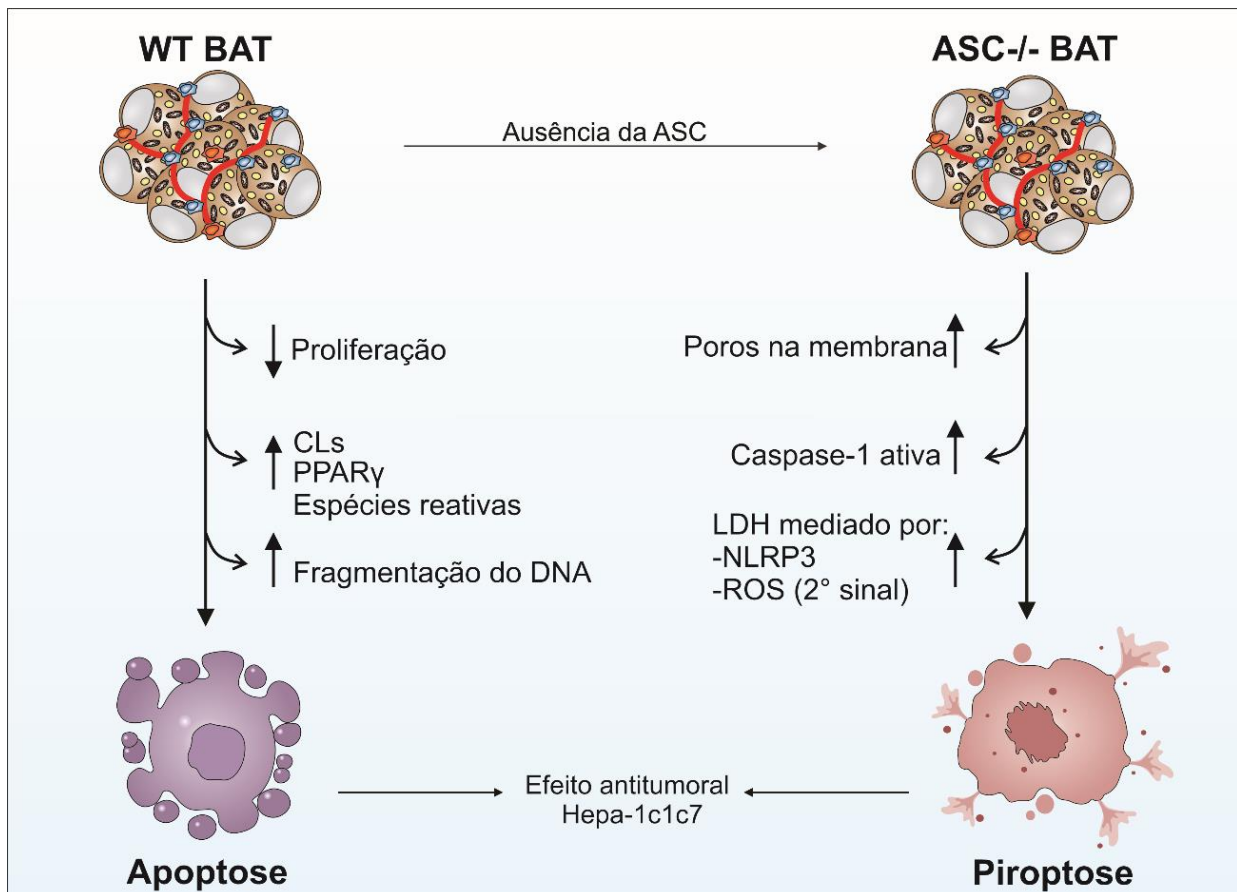 WT BAT
ASC-/- BAT
Ausência da ASC
Proliferação
CLs
PPARγ
Espécies reativas
Fragmentação do DNA
Poros na membrana
Caspase-1 ativa
LDH mediado por:
-NLRP3
-ROS (2° sinal)
Efeito antitumoral
Hepa-1c1c7
Apoptose
Piroptose